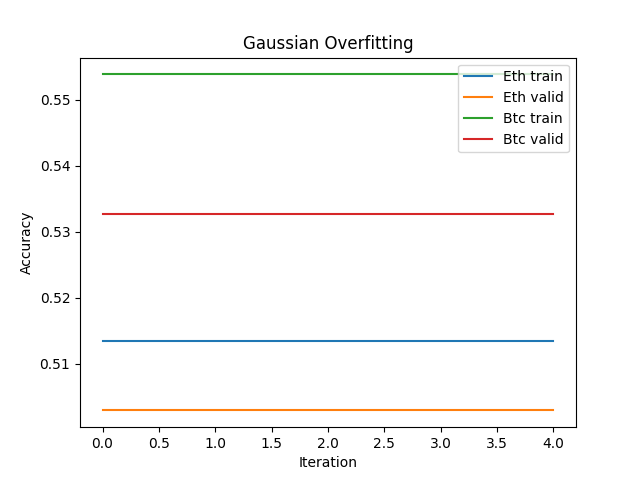 Gaussian Overfitting
Eth train
Eth valid
Btc train
Btc valid
Accuracy
0.55
0.54
0.53
0.52
0.51
0.0 0.5 1.0 1.5 2.0 2.5 3.0 3.5 4.0
Iteration